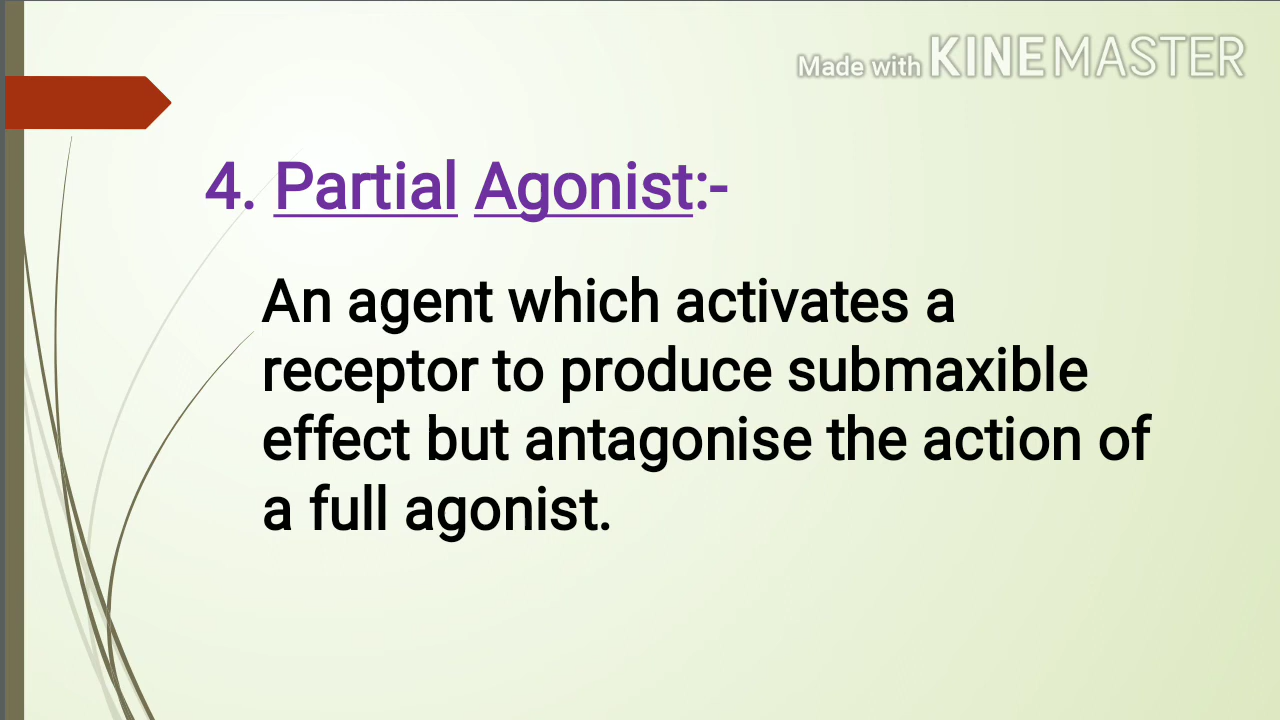 Made with KINEMASTER
4. Partial Agonist:-
An agent which activates a
receptor to produce submaxible
effect but antagonise the action of
a full agonist.